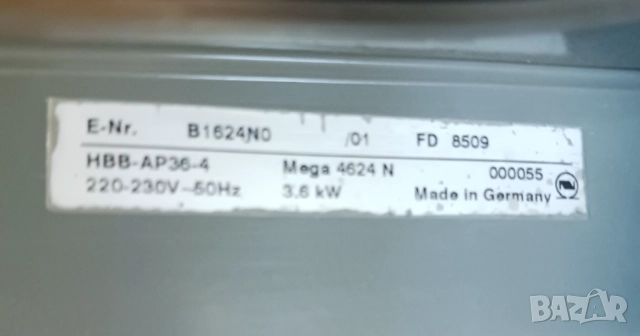 E-Nr. B1624N0 /01 FD 8509
HBB-AP36-4 Mega 4624 N 000055
220-230V~50Hz 3,6 kW Made in Germany
BAZAR